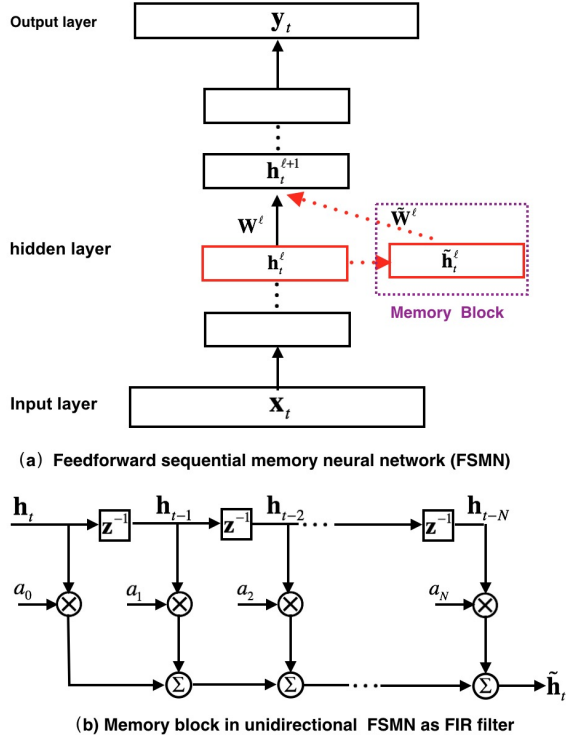 Output layer
y_t
h_t^{ℓ+1}
W^ℓ
W̃^ℓ
hidden layer
h_t^ℓ
h̃_t^ℓ
Memory Block
Input layer
x_t
(a) Feedforward sequential memory neural network (FSMN)
h_t z^{-1} h_{t-1} z^{-1} h_{t-2} ... z^{-1} h_{t-N}
a_0 ⊗ a_1 ⊗ a_2 ⊗ a_N ⊗
Σ Σ ... Σ h̃_t
(b) Memory block in unidirectional FSMN as FIR filter